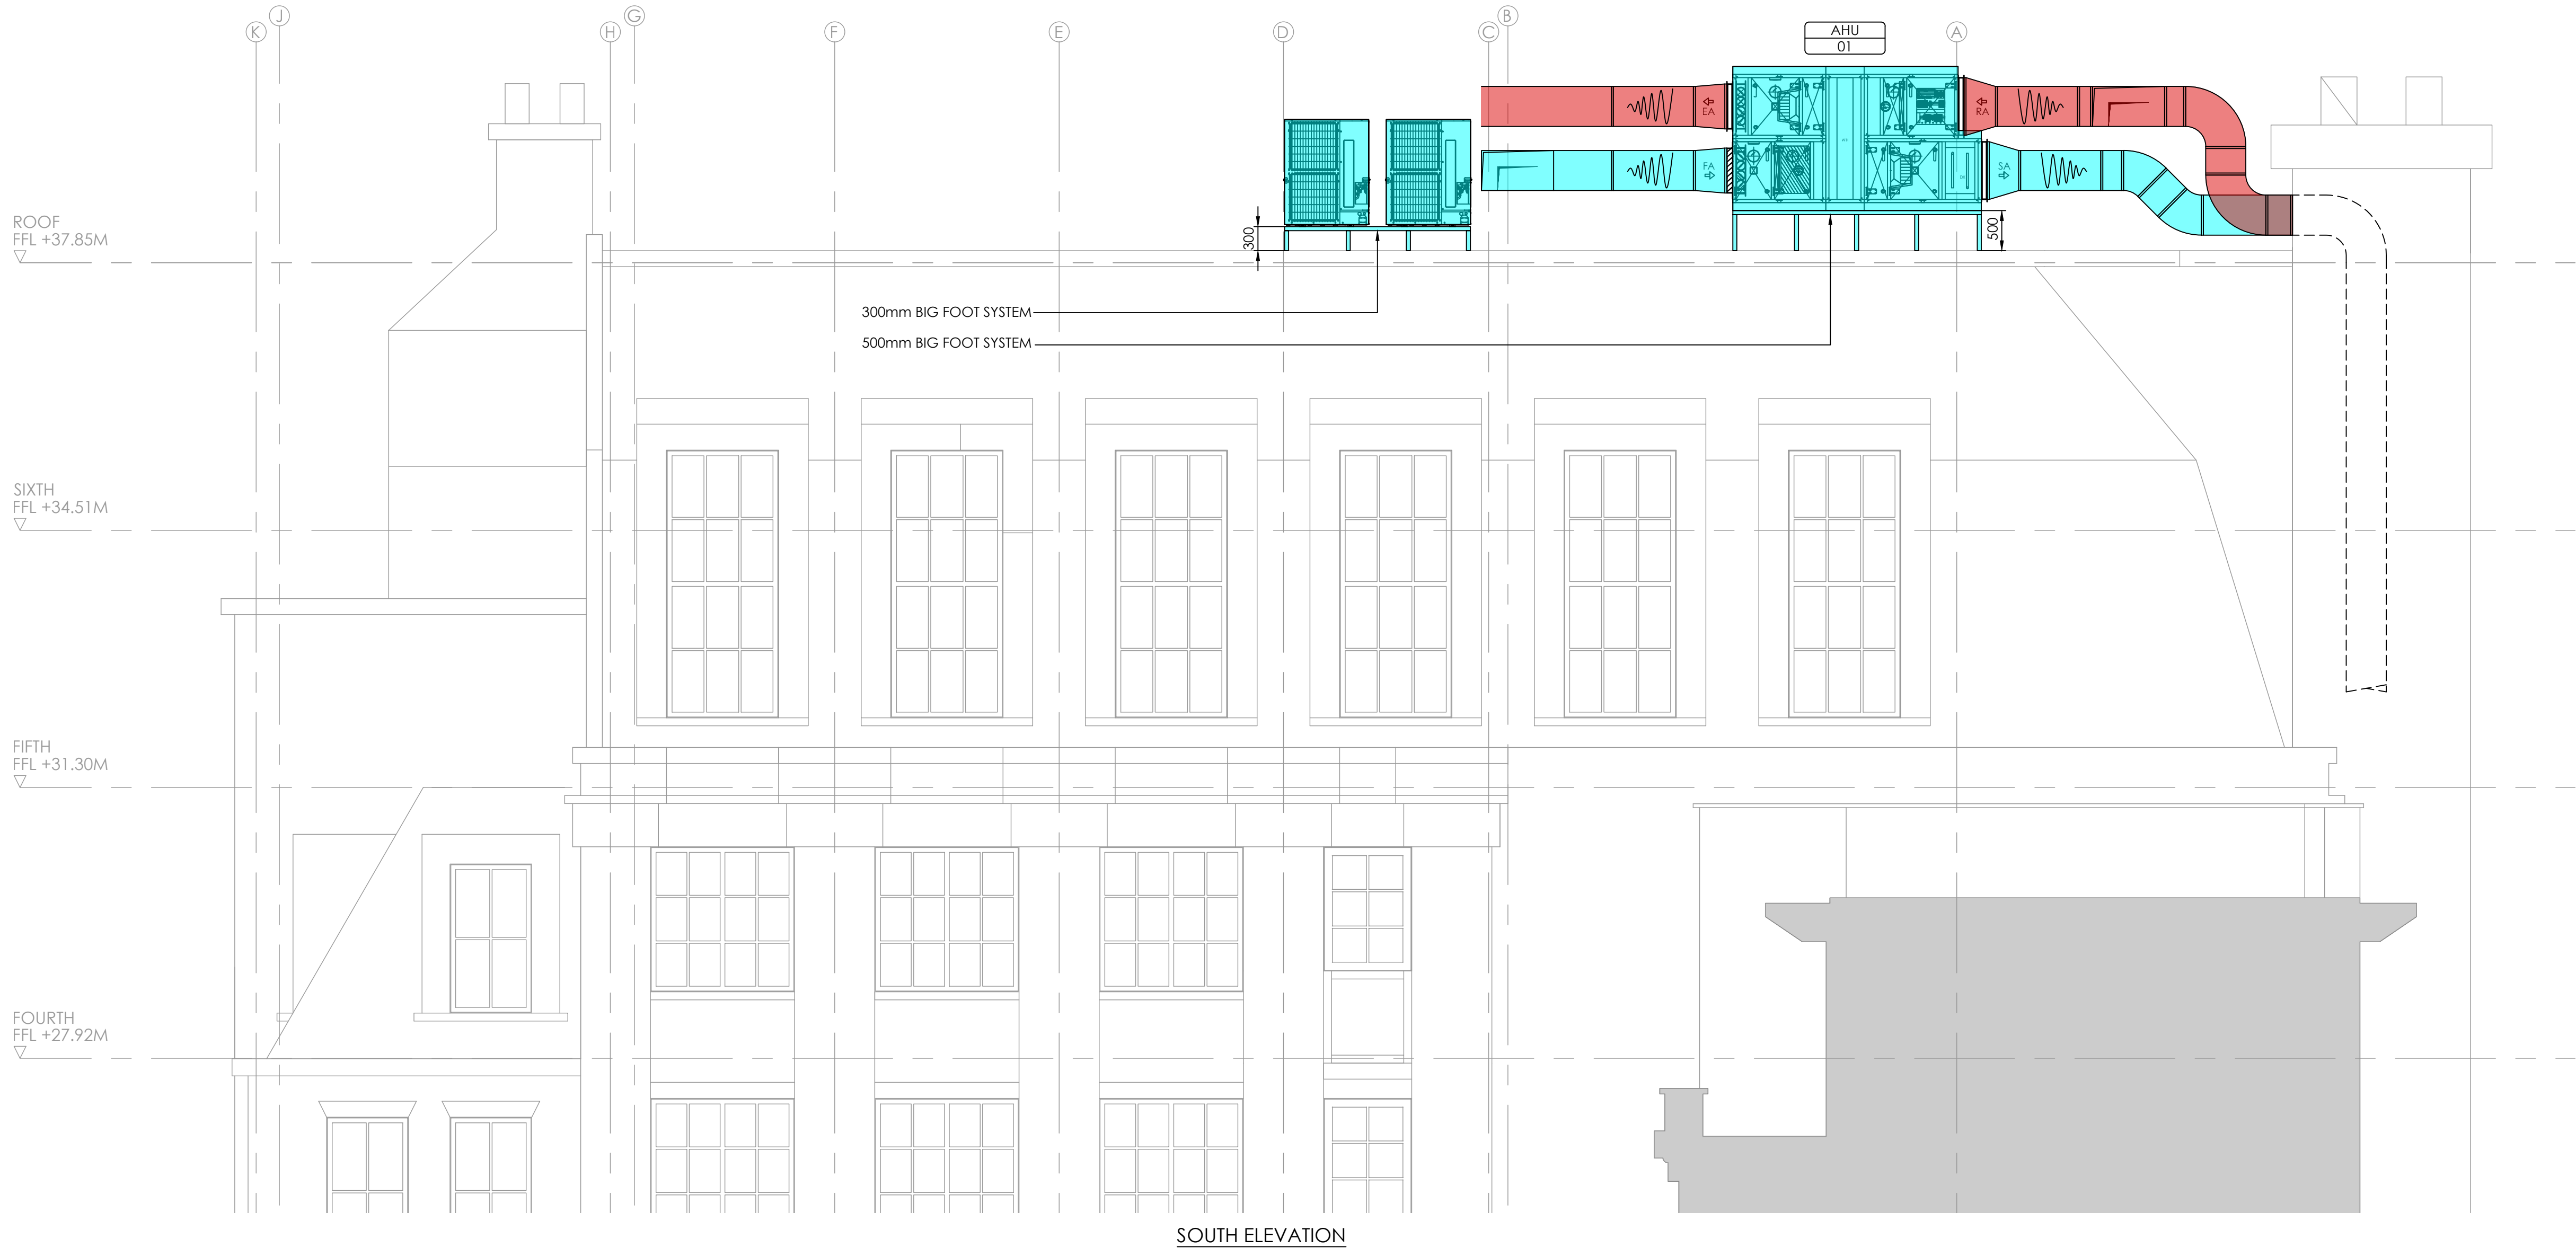 K
J
H
G
F
E
D
C
B
A
AHU
01
EA
RA
FA
SA
ROOF
FFL +37.85M
300
500
300mm BIG FOOT SYSTEM
500mm BIG FOOT SYSTEM
SIXTH
FFL +34.51M
FIFTH
FFL +31.30M
FOURTH
FFL +27.92M
SOUTH ELEVATION